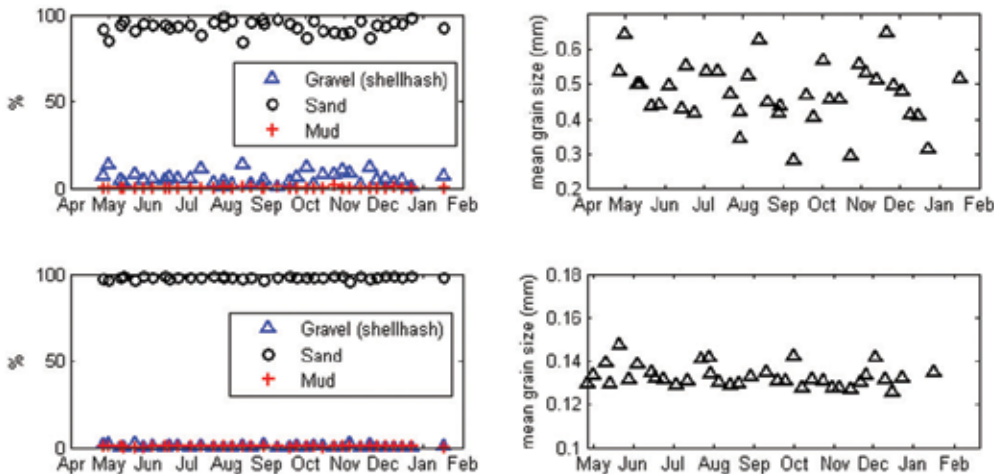 100
50
0
%
Gravel (shellhash)
Sand
Mud
Apr May Jun Jul Aug Sep Oct Nov Dec Jan Feb
mean grain size (mm)
0.6
0.5
0.4
0.3
0.2
Apr May Jun Jul Aug Sep Oct Nov Dec Jan Feb
100
50
0
%
Gravel (shellhash)
Sand
Mud
Apr May Jun Jul Aug Sep Oct Nov Dec Jan Feb
mean grain size (mm)
0.18
0.16
0.14
0.12
0.1
May Jun Jul Aug Sep Oct Nov Dec Jan Feb